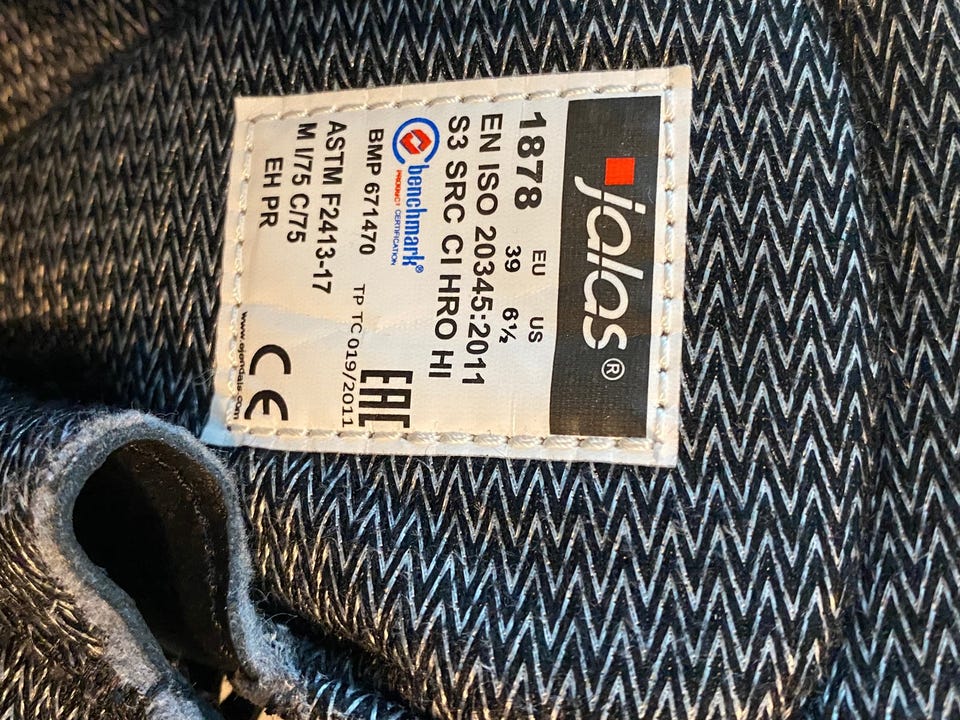 jalas®
EU US
1878 39 6½
EN ISO 20345:2011
S3 SRC CI HRO HI
benchmark®
PRODUCT CERTIFICATION
BMP 671470
EAC
TP TC 019/2011
ASTM F2413-17
M I/75 C/75
EH PR
CE
www.ejendals.com